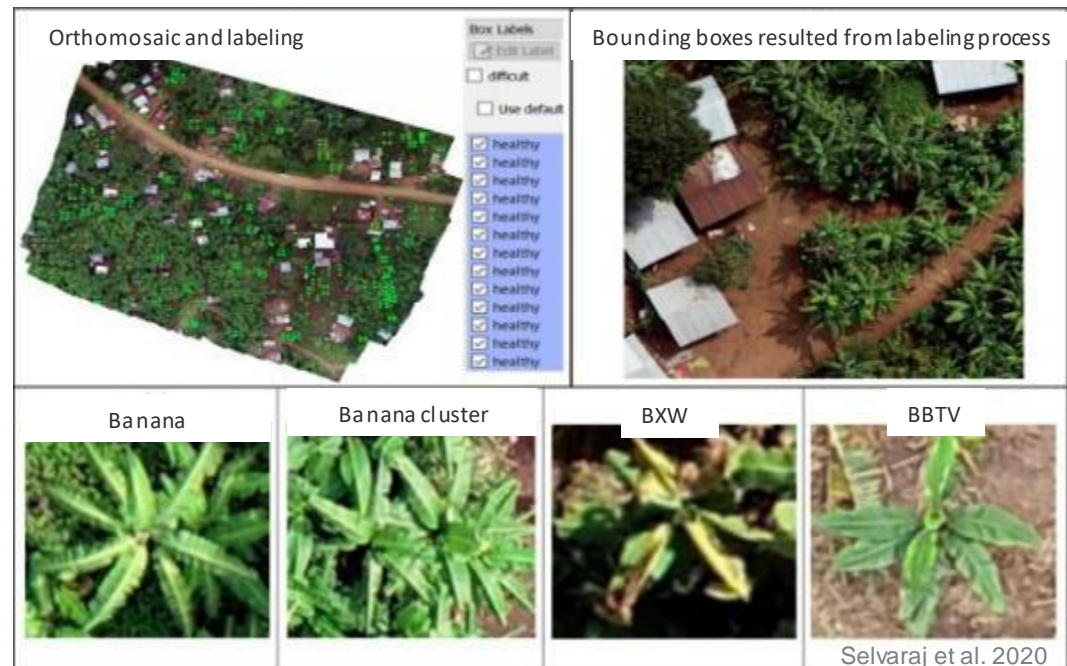 Orthomosaic and labeling
Box Labels
Edit Label
difficult
Use default
healthy
healthy
healthy
healthy
healthy
healthy
healthy
healthy
healthy
healthy
healthy
healthy
healthy
Bounding boxes resulted from labeling process
Banana
Banana cluster
BXW
BBTV
Selvaraj et al. 2020